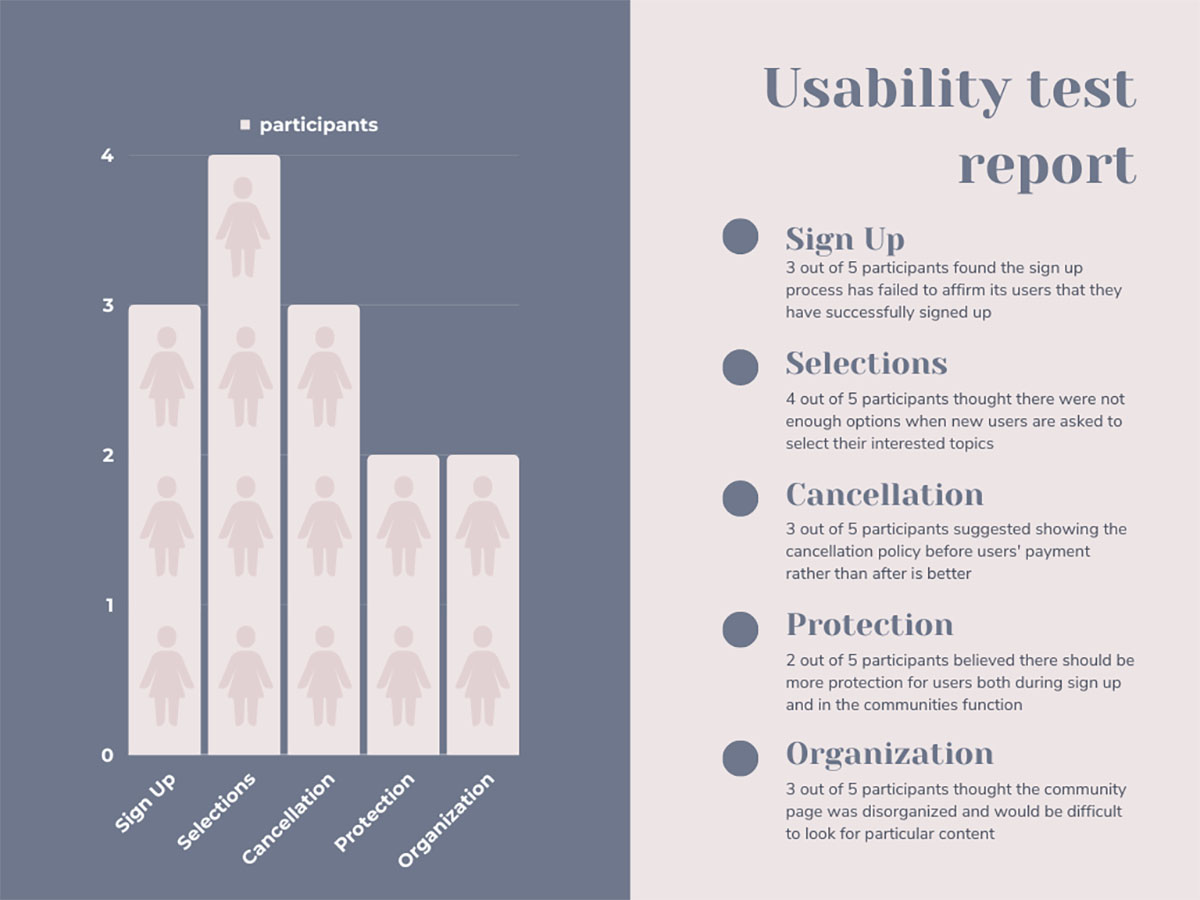 participants
4
3
2
1
0
Sign Up
Selections
Cancellation
Protection
Organization
Usability test
report
Sign Up
3 out of 5 participants found the sign up
process has failed to affirm its users that they
have successfully signed up
Selections
4 out of 5 participants thought there were not
enough options when new users are asked to
select their interested topics
Cancellation
3 out of 5 participants suggested showing the
cancellation policy before users' payment
rather than after is better
Protection
2 out of 5 participants believed there should be
more protection for users both during sign up
and in the communities function
Organization
3 out of 5 participants thought the community
page was disorganized and would be difficult
to look for particular content